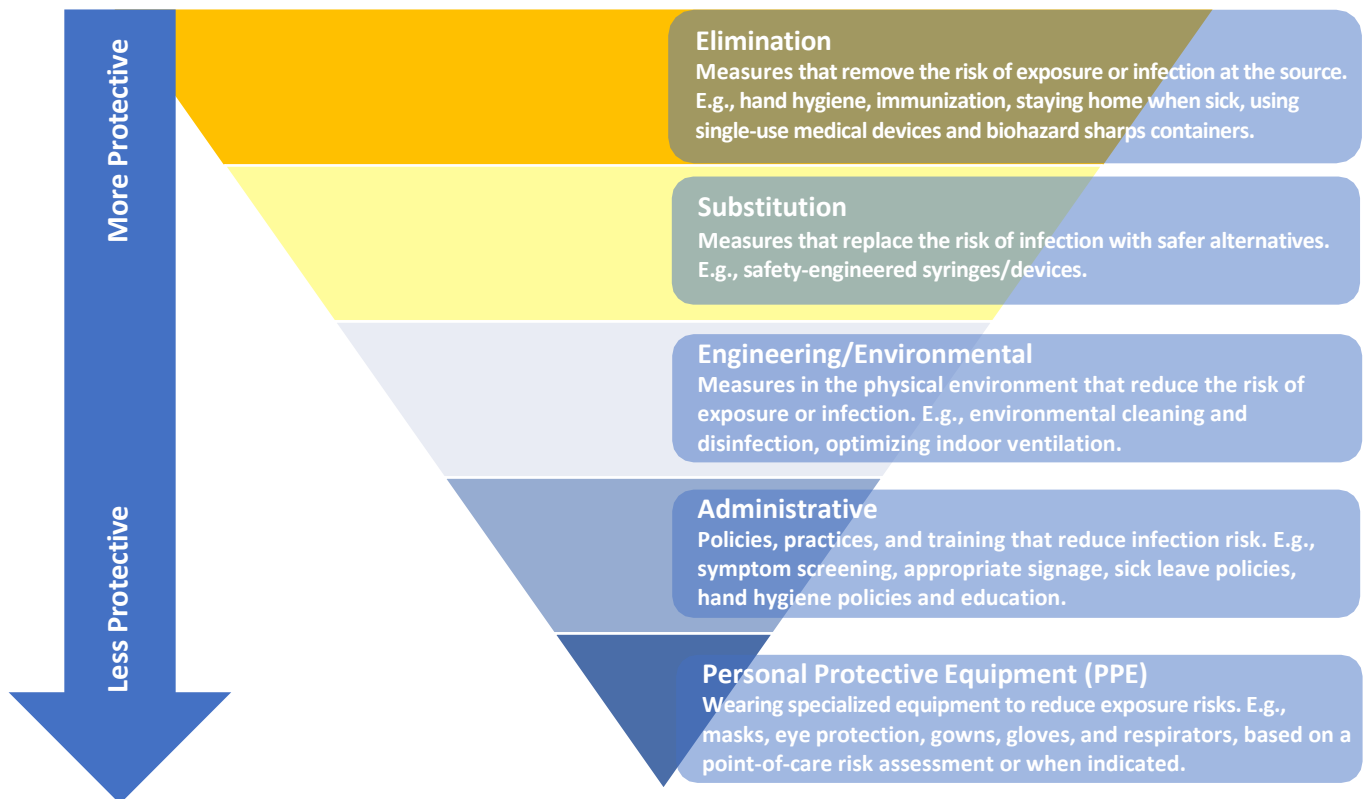 More Protective
Less Protective
Elimination
Measures that remove the risk of exposure or infection at the source.
E.g., hand hygiene, immunization, staying home when sick, using
single-use medical devices and biohazard sharps containers.
Substitution
Measures that replace the risk of infection with safer alternatives.
E.g., safety-engineered syringes/devices.
Engineering/Environmental
Measures in the physical environment that reduce the risk of
exposure or infection. E.g., environmental cleaning and
disinfection, optimizing indoor ventilation.
Administrative
Policies, practices, and training that reduce infection risk. E.g.,
symptom screening, appropriate signage, sick leave policies,
hand hygiene policies and education.
Personal Protective Equipment (PPE)
Wearing specialized equipment to reduce exposure risks. E.g.,
masks, eye protection, gowns, gloves, and respirators, based on a
point-of-care risk assessment or when indicated.